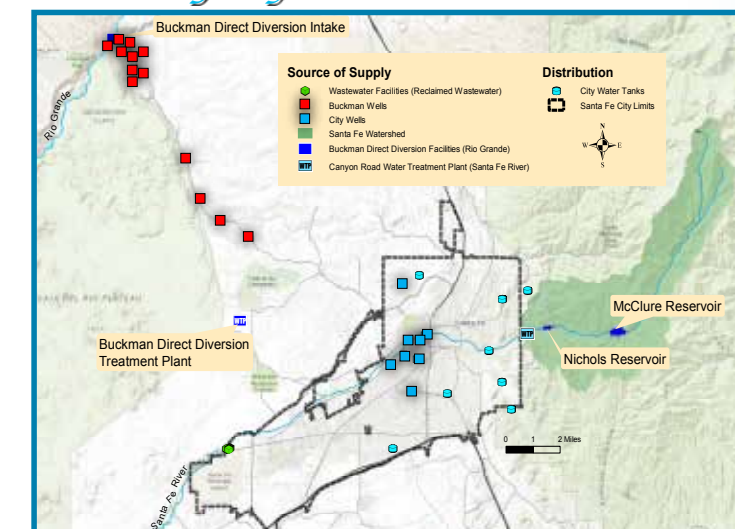 Buckman Direct Diversion Intake
Source of Supply
Wastewater Facilities (Reclaimed Wastewater)
Buckman Wells
City Wells
Santa Fe Watershed
Buckman Direct Diversion Facilities (Rio Grande)
WTP
Canyon Road Water Treatment Plant (Santa Fe River)
Distribution
City Water Tanks
Santa Fe City Limits
N
W
E
S
Rio Grande
McClure Reservoir
WTP
Nichols Reservoir
WTP
Buckman Direct Diversion
Treatment Plant
0 1 2 Miles
Santa Fe River